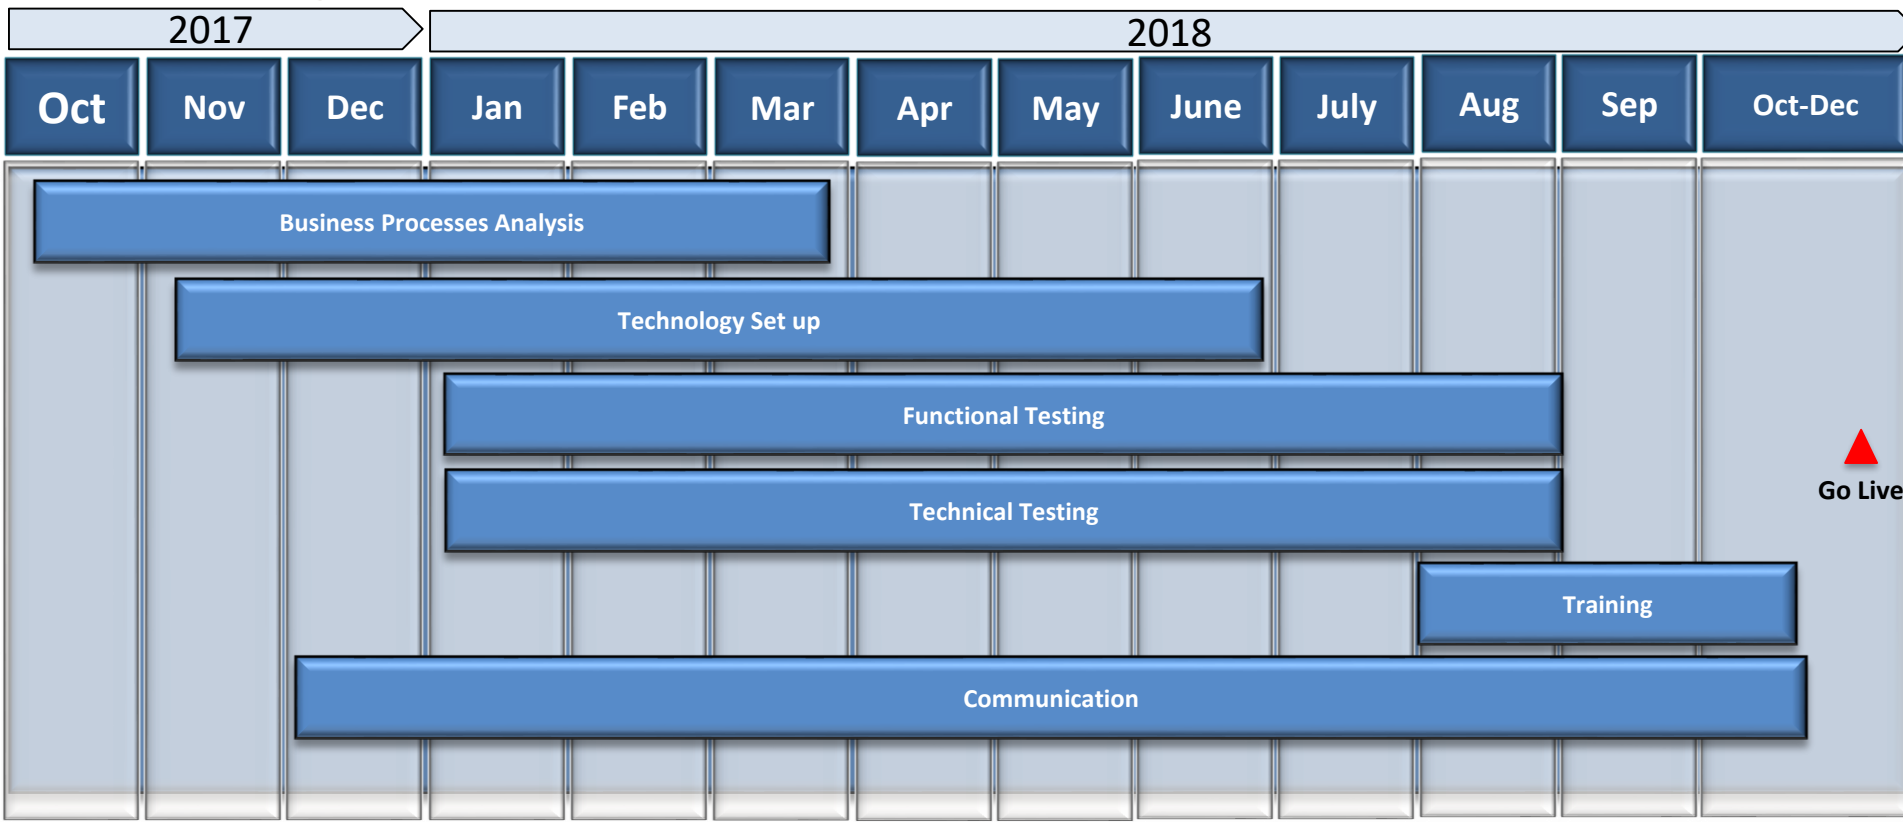 2017
2018
Oct
Nov
Dec
Jan
Feb
Mar
Apr
May
June
July
Aug
Sep
Oct-Dec
Business Processes Analysis
Technology Set up
Functional Testing
Technical Testing
Go Live
Training
Communication